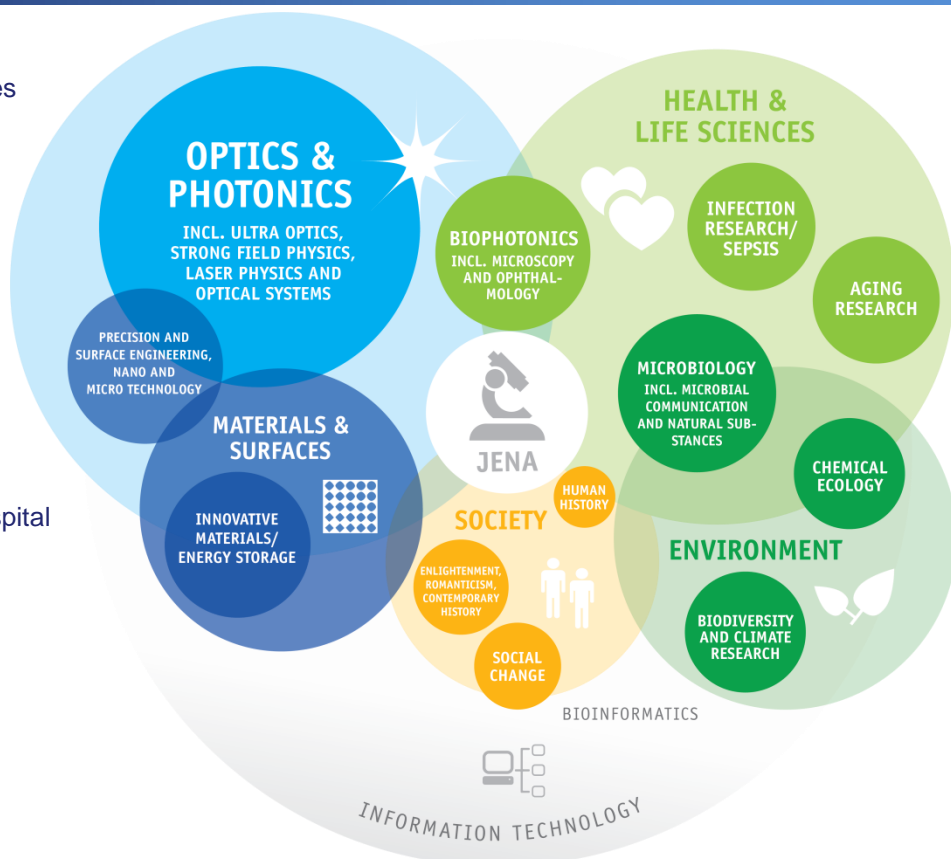 es
spital
OPTICS &
PHOTONICS
INCL. ULTRA OPTICS,
STRONG FIELD PHYSICS,
LASER PHYSICS AND
OPTICAL SYSTEMS
PRECISION AND
SURFACE ENGINEERING,
NANO AND
MICRO TECHNOLOGY
MATERIALS &
SURFACES
INNOVATIVE
MATERIALS/
ENERGY STORAGE
HEALTH &
LIFE SCIENCES
BIOPHOTONICS
INCL. MICROSCOPY
AND OPHTHAL-
MOLOGY
INFECTION
RESEARCH/
SEPSIS
AGING
RESEARCH
MICROBIOLOGY
INCL. MICROBIAL
COMMUNICATION
AND NATURAL SUB-
STANCES
CHEMICAL
ECOLOGY
ENVIRONMENT
BIODIVERSITY
AND CLIMATE
RESEARCH
JENA
SOCIETY
HUMAN
HISTORY
ENLIGHTENMENT,
ROMANTICISM,
CONTEMPORARY
HISTORY
SOCIAL
CHANGE
BIOINFORMATICS
INFORMATION TECHNOLOGY